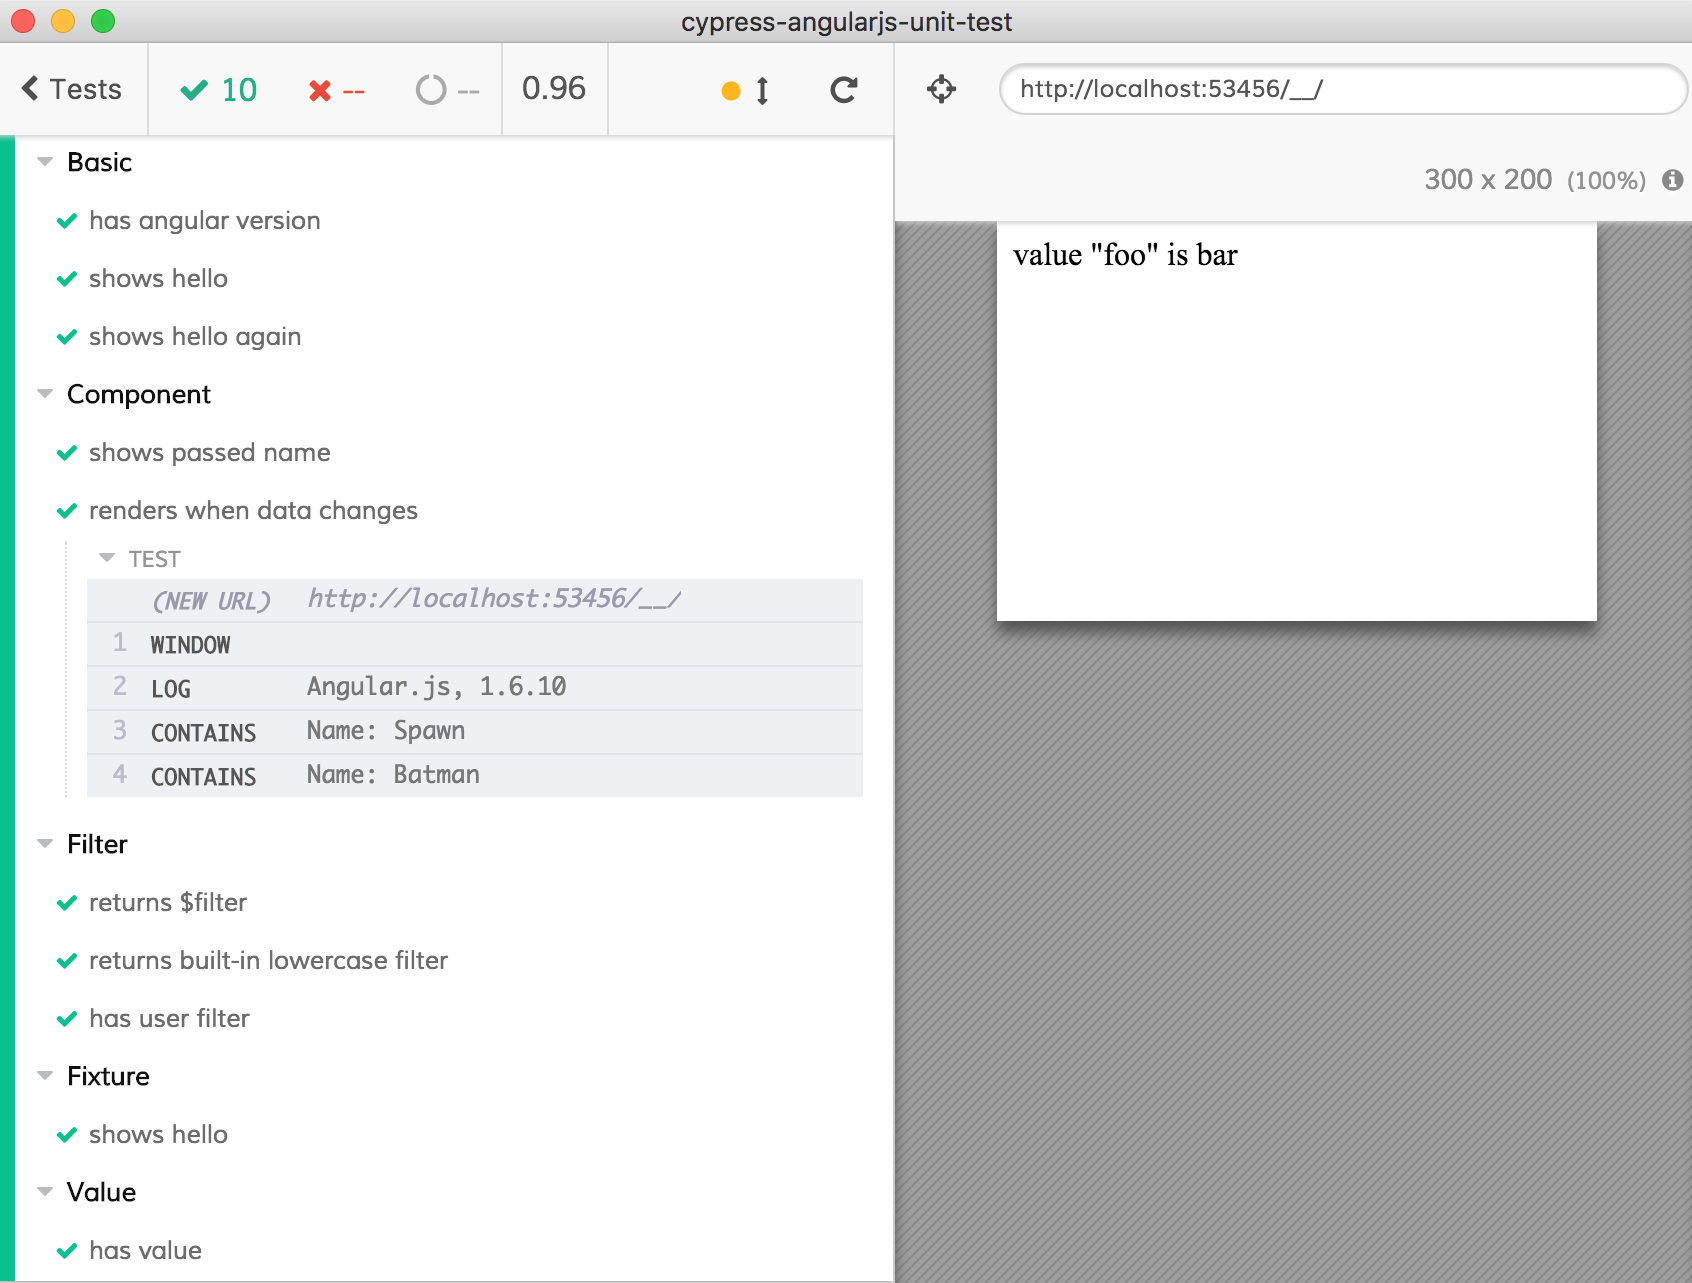 cypress-angularjs-unit-test
Tests 10 -- -- 0.96
http://localhost:53456/__/
300 x 200 (100%)
Basic
has angular version
shows hello
shows hello again
Component
shows passed name
renders when data changes
TEST
(NEW URL) http://localhost:53456/__/
1 WINDOW
2 LOG Angular.js, 1.6.10
3 CONTAINS Name: Spawn
4 CONTAINS Name: Batman
Filter
returns $filter
returns built-in lowercase filter
has user filter
Fixture
shows hello
Value
has value
value "foo" is bar